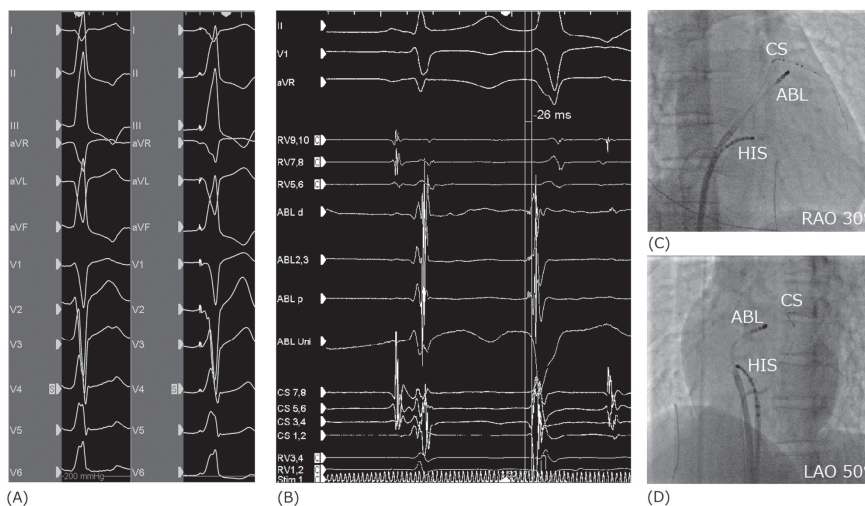 I
II
III
aVR
aVL
aVF
V1
V2
V3
V4
V5
V6
200 mmHg
I
II
III
aVR
aVL
aVF
V1
V2
V3
V4
V5
V6
(A)
II
V1
aVR
-26 ms
RV9,10
RV7,8
RV5,6
ABL d
ABL2,3
ABL p
ABL Uni
CS 7,8
CS 5,6
CS 3,4
CS 1,2
RV3,4
RV1,2
Stim 1
(B)
CS
ABL
HIS
RAO 30°
(C)
CS
ABL
HIS
LAO 50°
(D)